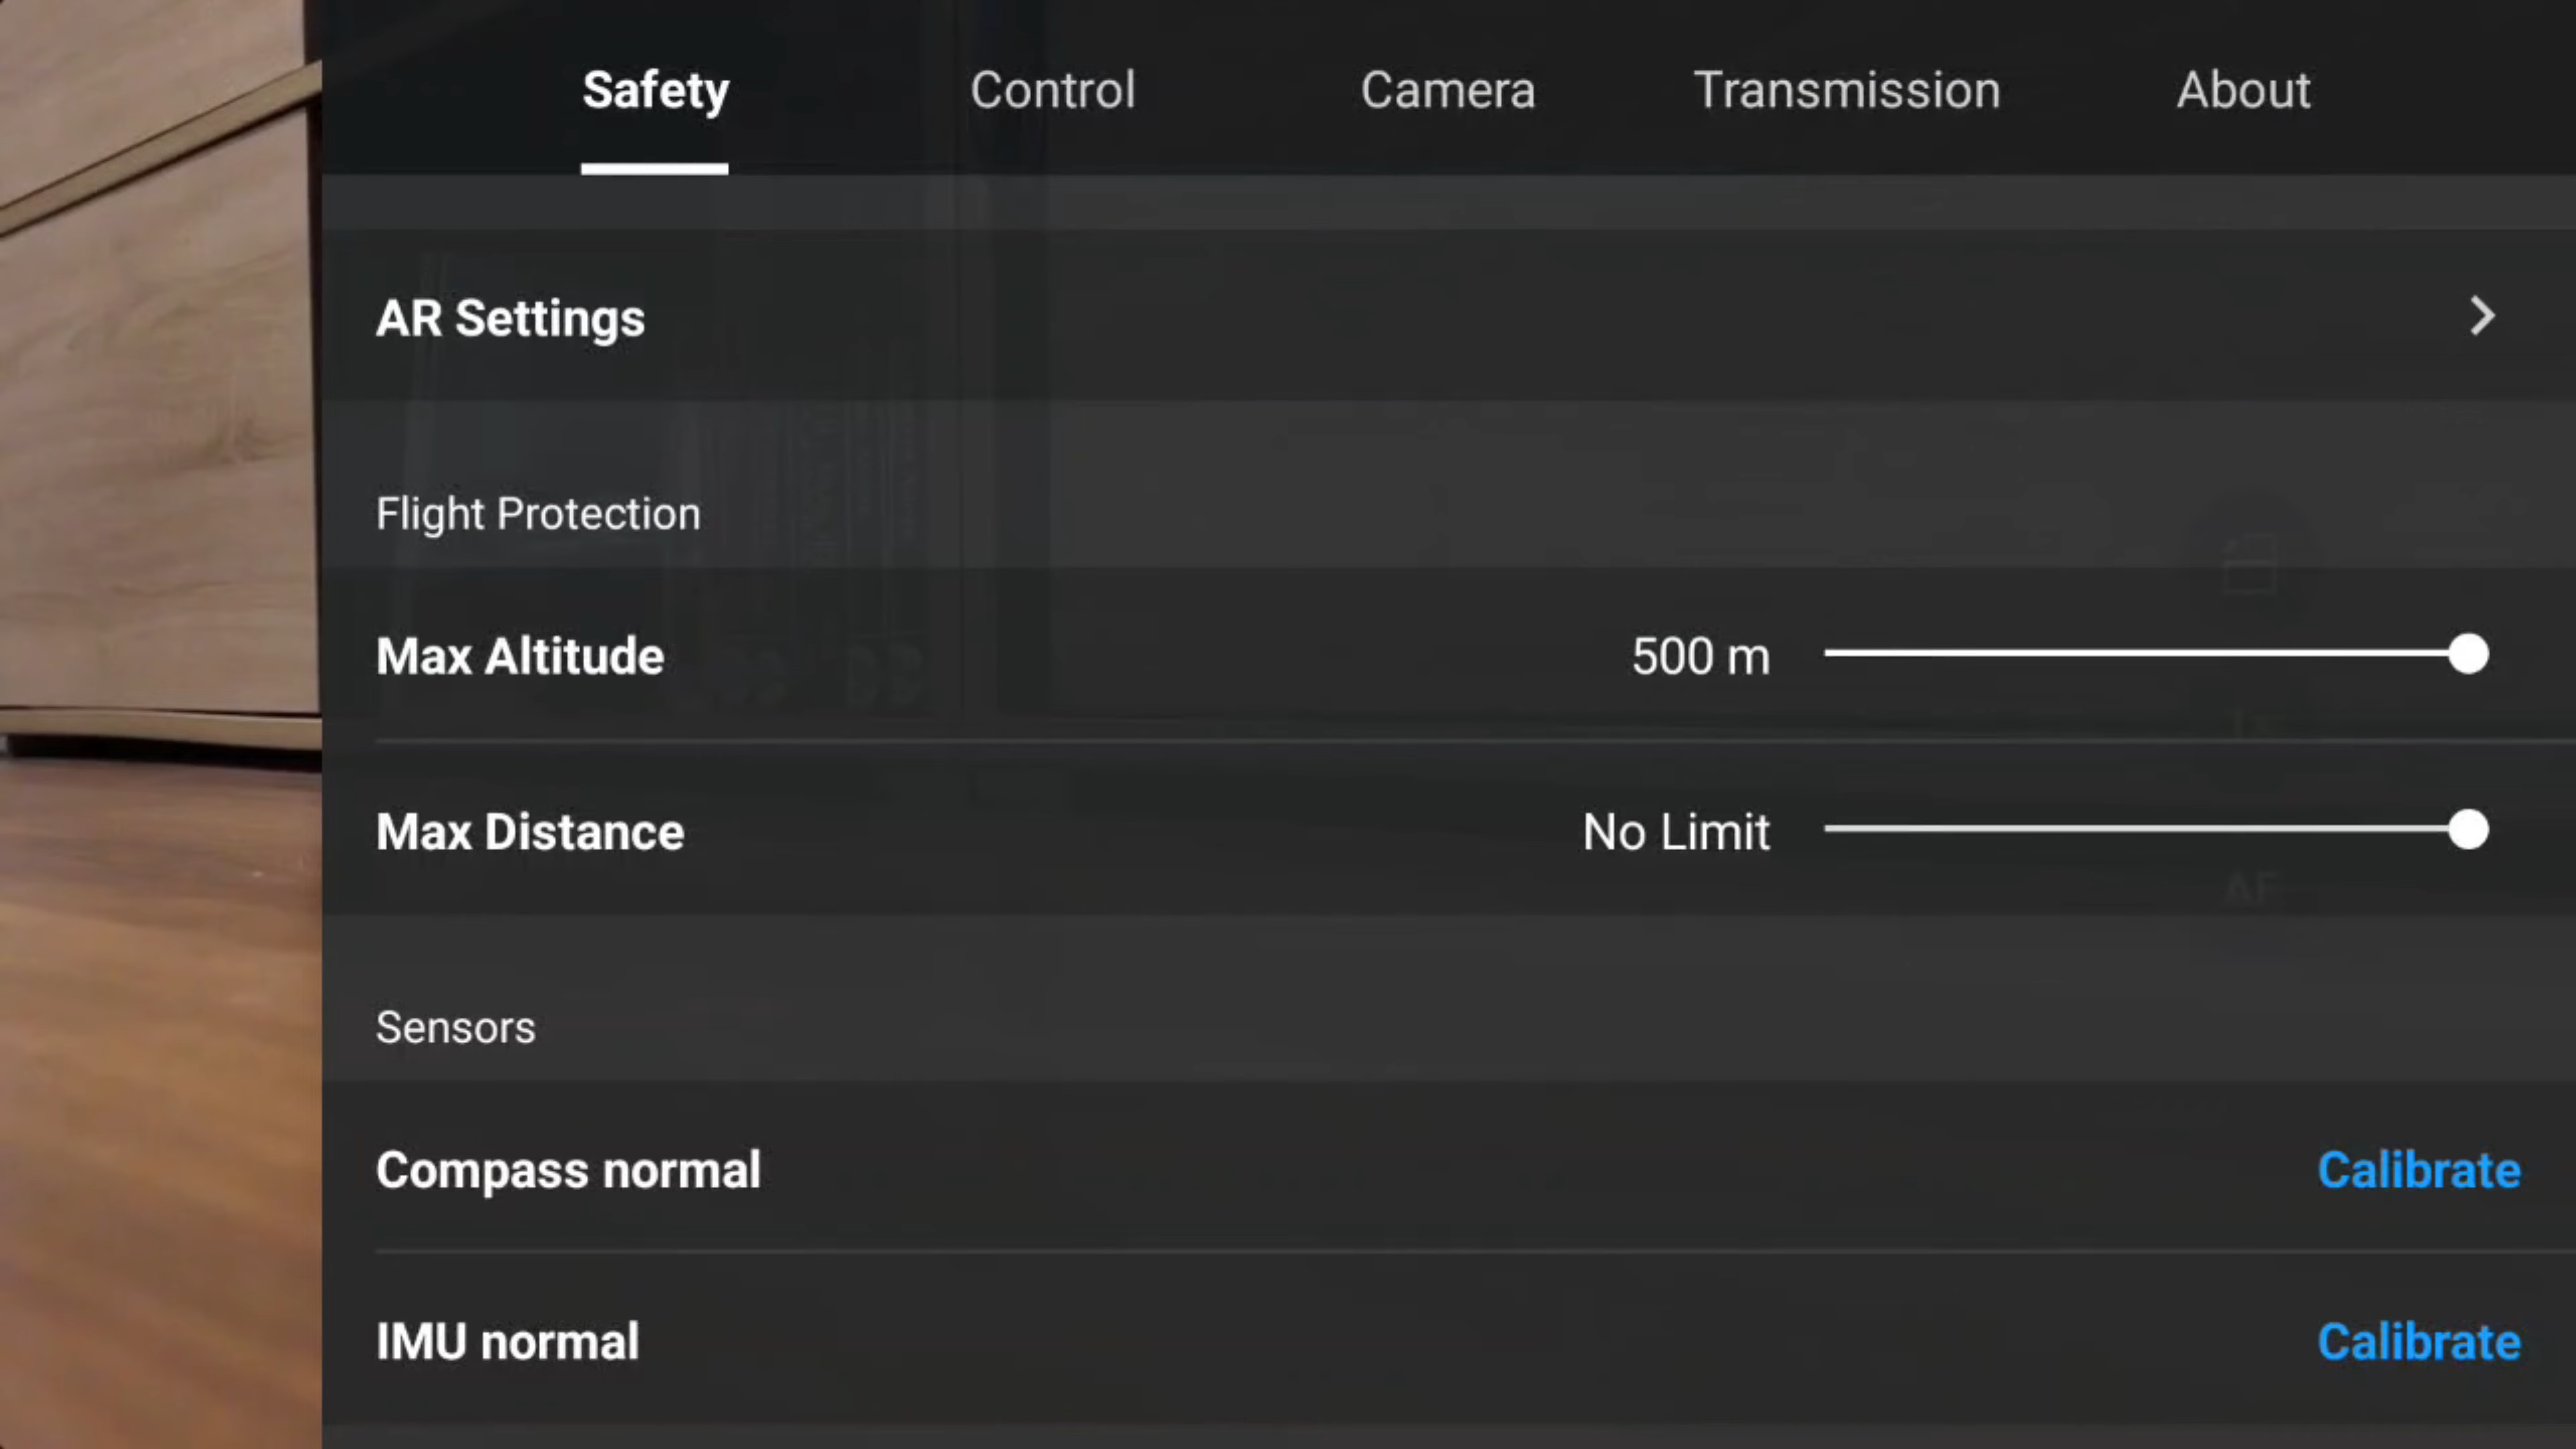 Safety Control Camera Transmission About
AR Settings
Flight Protection
Max Altitude 500 m
Max Distance No Limit
AF
Sensors
Compass normal Calibrate
IMU normal Calibrate